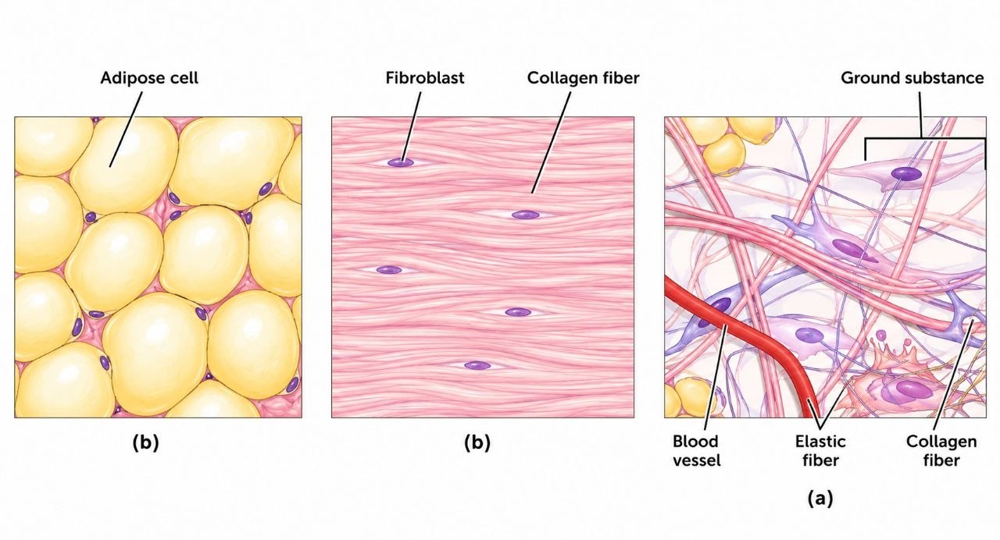 Adipose cell
Fibroblast
Collagen fiber
Ground substance
(b)
(b)
Blood
vessel
Elastic
fiber
Collagen
fiber
(a)